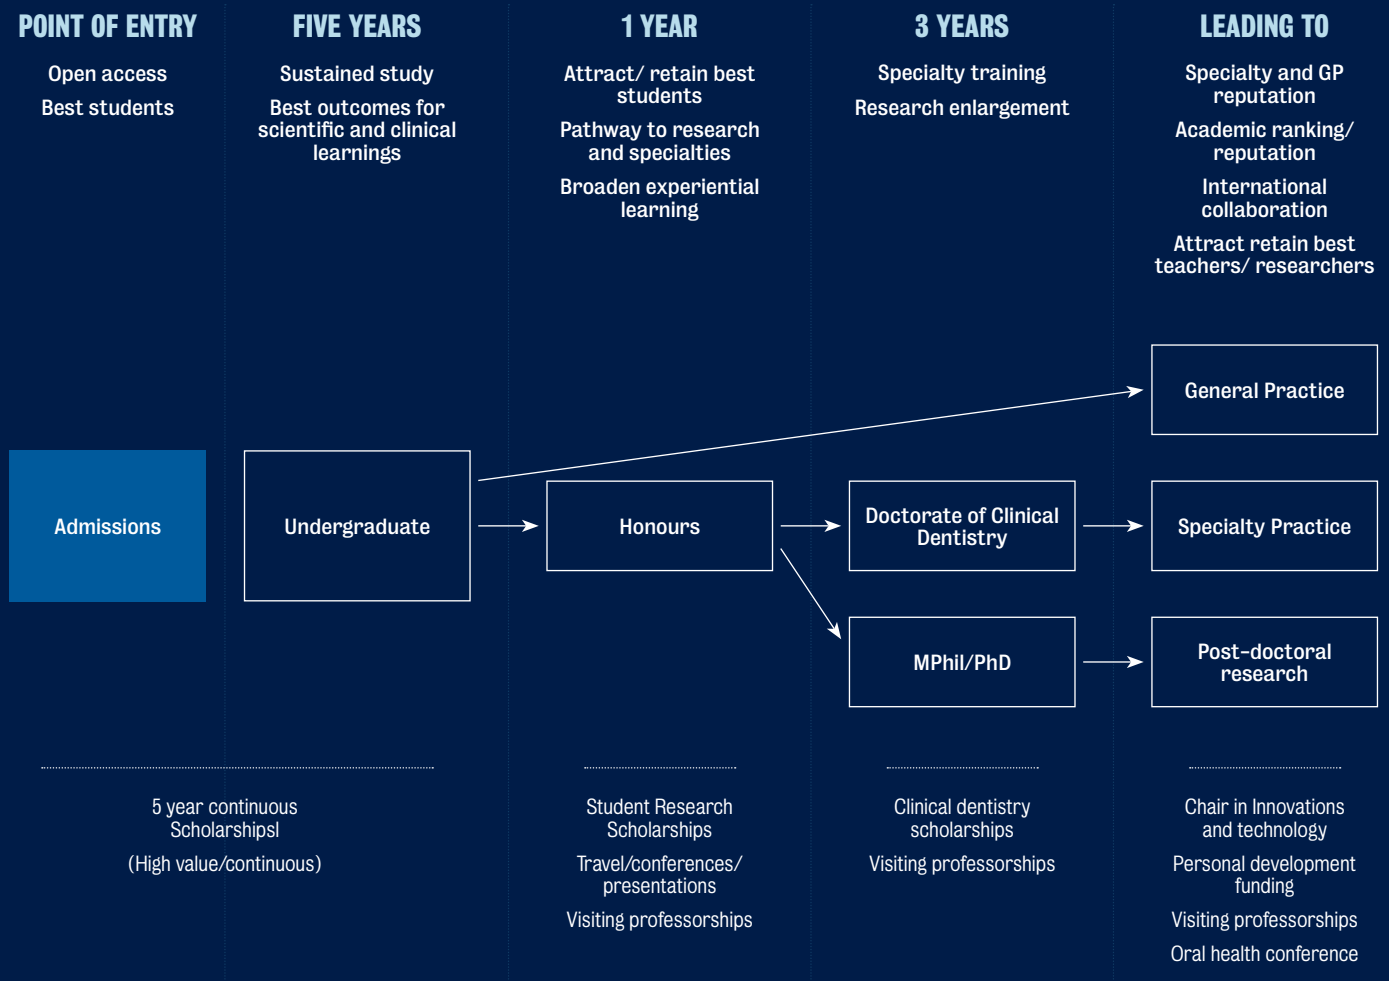 POINT OF ENTRY
Open access
Best students
FIVE YEARS
Sustained study
Best outcomes for
scientific and clinical
learnings
1 YEAR
Attract/ retain best
students
Pathway to research
and specialties
Broaden experiential
learning
3 YEARS
Specialty training
Research enlargement
LEADING TO
Specialty and GP
reputation
Academic ranking/
reputation
International
collaboration
Attract retain best
teachers/ researchers
General Practice
Admissions
Undergraduate
Honours
Doctorate of Clinical
Dentistry
Specialty Practice
MPhil/PhD
Post-doctoral
research
5 year continuous
Scholarshipsl
(High value/continuous)
Student Research
Scholarships
Travel/conferences/
presentations
Visiting professorships
Clinical dentistry
scholarships
Visiting professorships
Chair in Innovations
and technology
Personal development
funding
Visiting professorships
Oral health conference